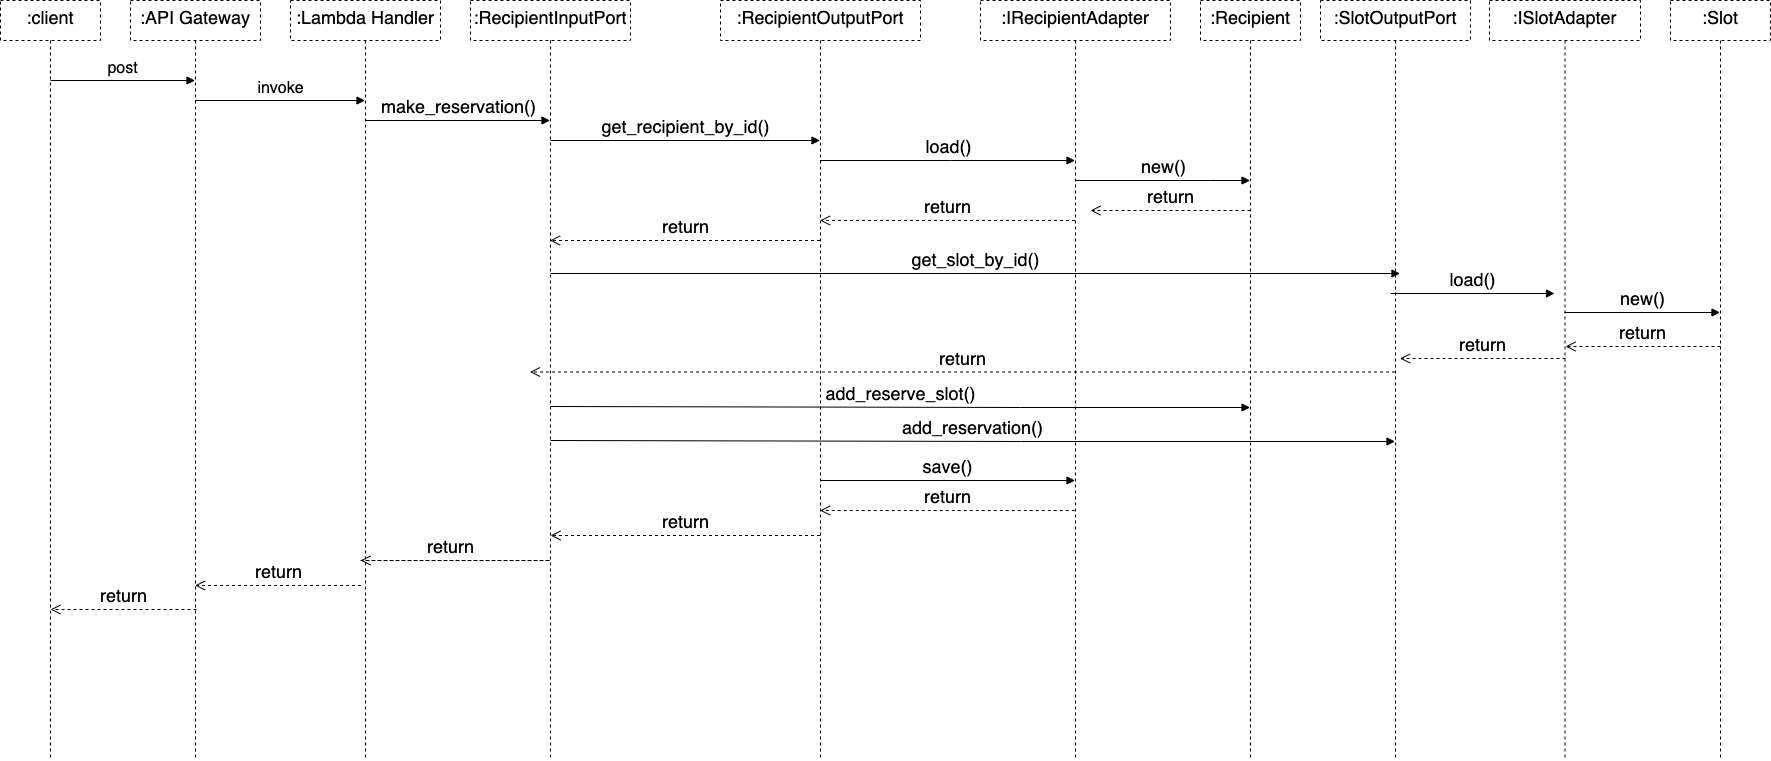 :client
:API Gateway
:Lambda Handler
:RecipientInputPort
:RecipientOutputPort
:IRecipientAdapter
:Recipient
:SlotOutputPort
:ISlotAdapter
:Slot
post
invoke
make_reservation()
get_recipient_by_id()
load()
new()
return
return
return
get_slot_by_id()
load()
new()
return
return
return
add_reserve_slot()
add_reservation()
save()
return
return
return
return
return